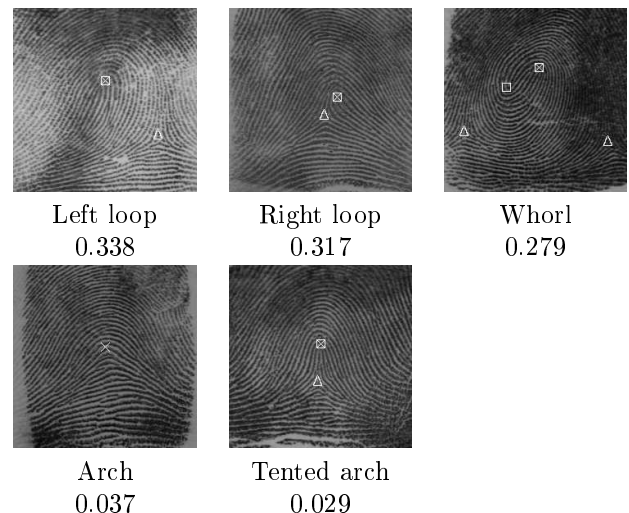 Left loop
0.338
Right loop
0.317
Whorl
0.279
Arch
0.037
Tented arch
0.029